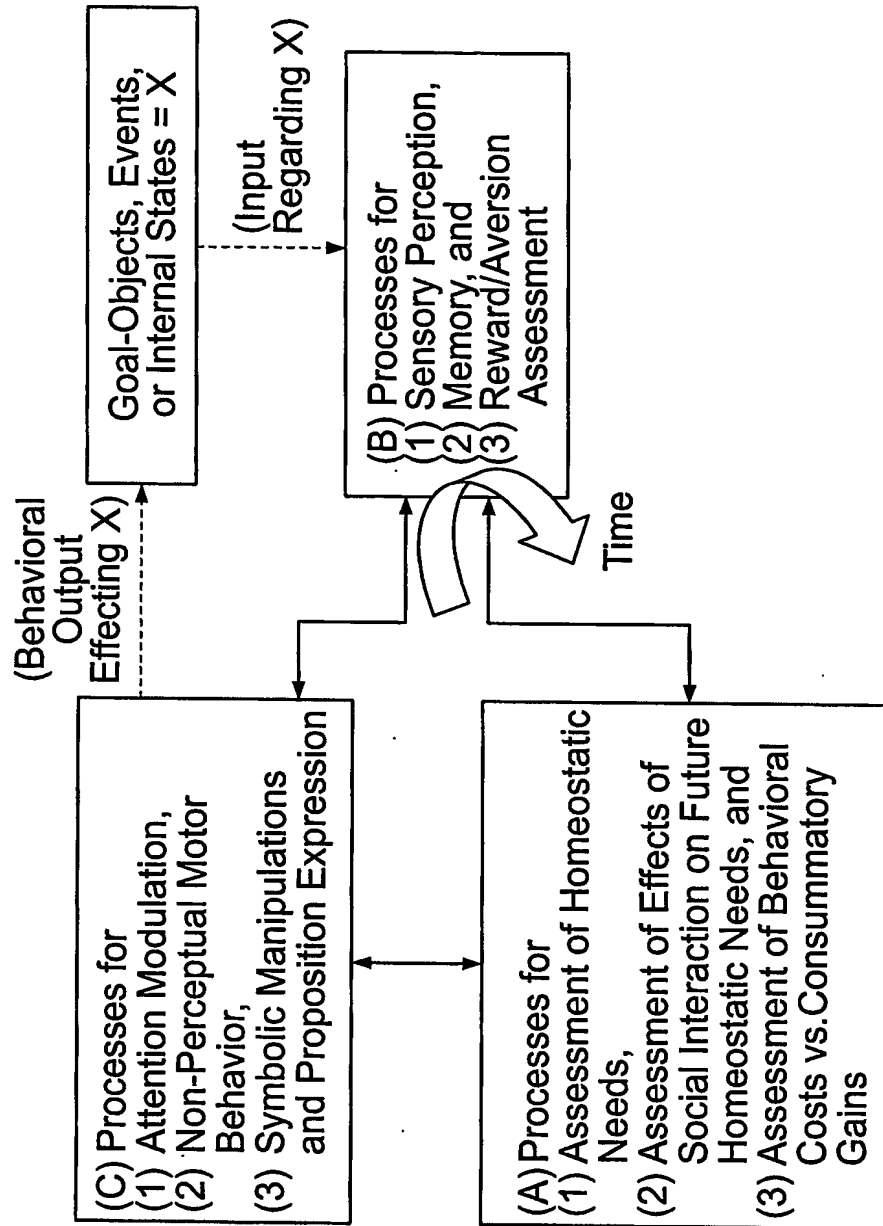 (Behavioral
Output
Effecting X)
Goal-Objects, Events,
or Internal States = X
(Input
Regarding X)
(C) Processes for
(1) Attention Modulation,
(2) Non-Perceptual Motor
Behavior,
(3) Symbolic Manipulations
and Proposition Expression
(B) Processes for
(1) Sensory Perception,
(2) Memory, and
(3) Reward/Aversion
Assessment
Time
(A) Processes for
(1) Assessment of Homeostatic
Needs,
(2) Assessment of Effects of
Social Interaction on Future
Homeostatic Needs, and
(3) Assessment of Behavioral
Costs vs. Consummatory
Gains